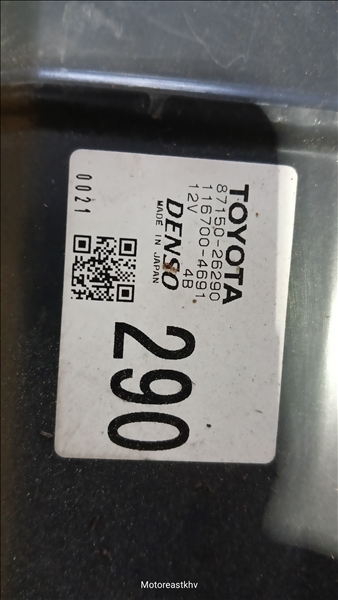 TOYOTA
87150-26290
116700-4691
12V 4B
DENSO
MADE IN JAPAN
0021
290
Motoreastkhv